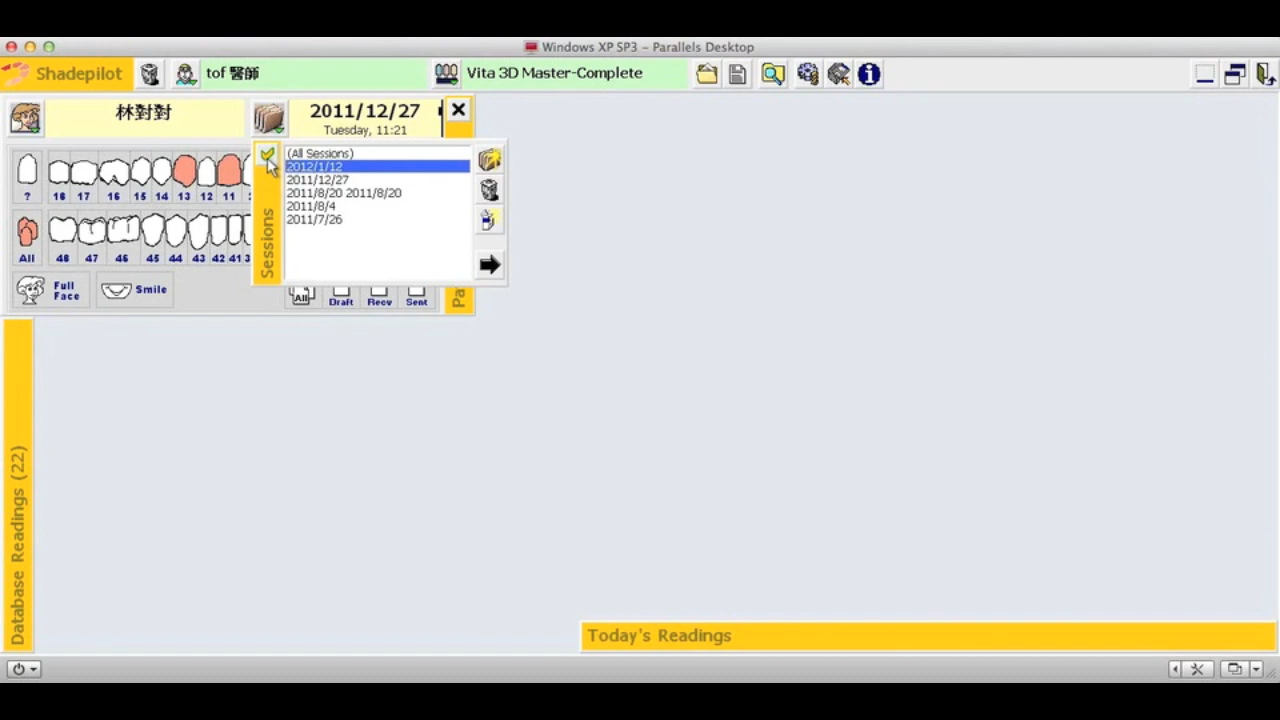 Windows XP SP3 – Parallels Desktop
Shadepilot
tof 醫師
Vita 3D Master-Complete
林對對
2011/12/27
Tuesday, 11:21
(All Sessions)
2012/1/12
2011/12/27
2011/8/20 2011/8/20
2011/8/4
2011/7/26
Sessions
? 18 17 16 15 14 13 12 11
All 48 47 46 45 44 43 42 41
Full Face
Smile
All
Draft
Recv
Sent
Pa
Database Readings (22)
Today's Readings